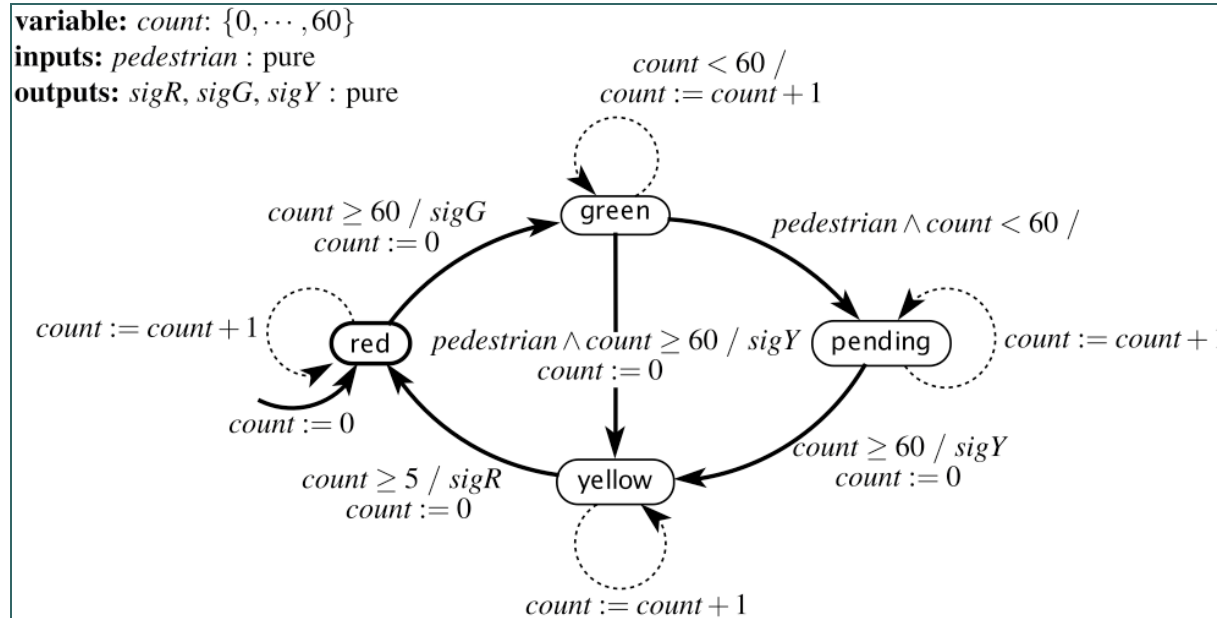 variable: count: {0, ⋯ , 60}
inputs: pedestrian : pure
outputs: sigR, sigG, sigY : pure
count < 60 /
count := count + 1
green
count ≥ 60 / sigG
count := 0
pedestrian ∧ count < 60 /
count := count + 1
red
pedestrian ∧ count ≥ 60 / sigY
count := 0
pending
count := count + 1
count := 0
count ≥ 5 / sigR
count := 0
yellow
count ≥ 60 / sigY
count := 0
count := count + 1